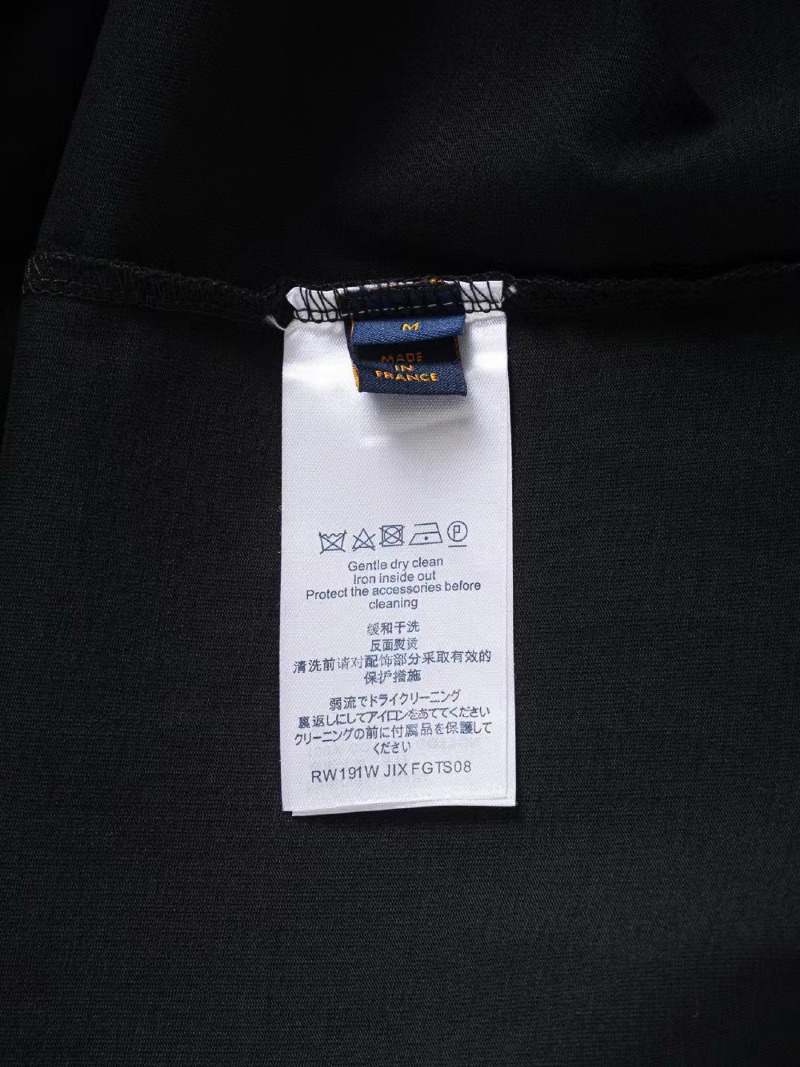 M
MADE
IN
FRANCE
P
Gentle dry clean
Iron inside out
Protect the accessories before
cleaning
缓和干洗
反面熨烫
清洗前请对配饰部分采取有效的
保护措施
弱流でドライクリーニング
裏返しにしてアイロンをあててください
クリーニングの前に付属品を保護して
ください
RW191W JIX FGTS08